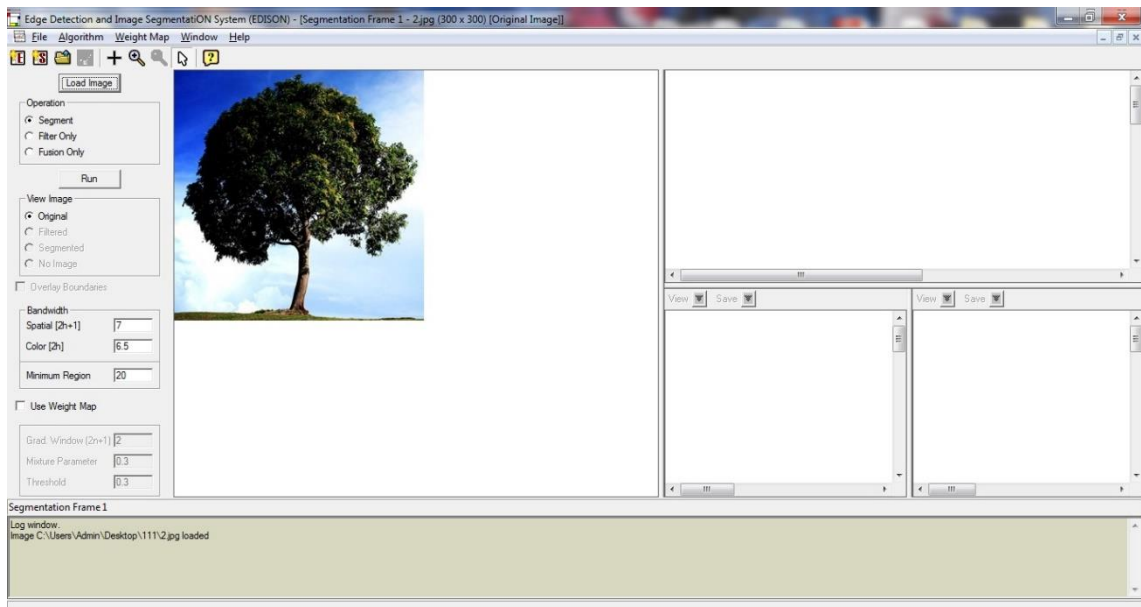 Edge Detection and Image SegmentatiON System (EDISON) - [Segmentation Frame 1 - 2.jpg (300 x 300) [Original Image]]
File Algorithm Weight Map Window Help
Load Image
Operation
Segment
Filter Only
Fusion Only
Run
View Image
Original
Filtered
Segmented
No Image
Overlay Boundaries
Bandwidth
Spatial [2h+1] 7
Color [2h] 6.5
Minimum Region 20
Use Weight Map
Grad. Window (2n+1) 2
Mixture Parameter 0.3
Threshold 0.3
View Save
View Save
Segmentation Frame 1
Log window.
Image C:\Users\Admin\Desktop\111\2.jpg loaded